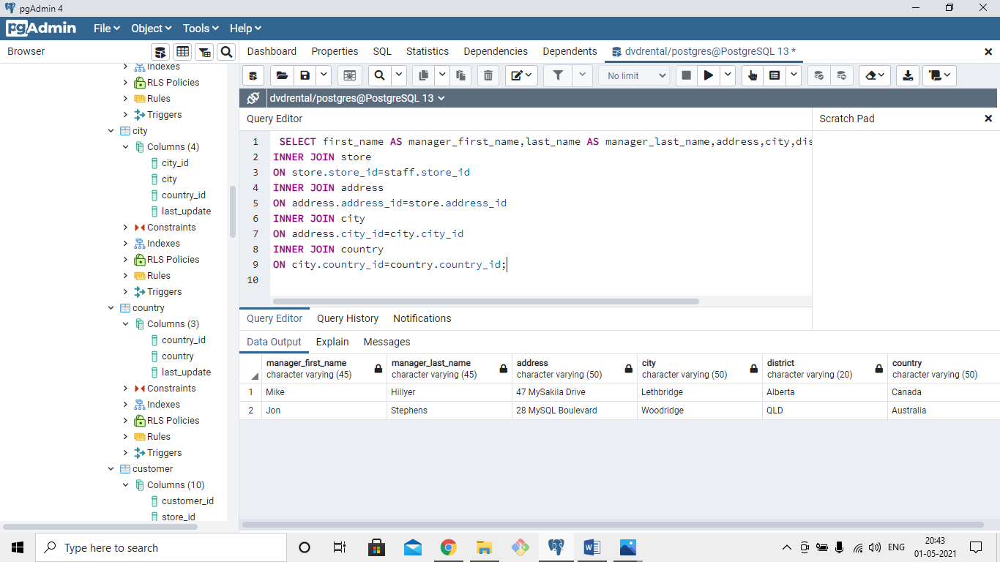 pgAdmin 4
pgAdmin File Object Tools Help
Browser
Dashboard Properties SQL Statistics Dependencies Dependents dvdrental/postgres@PostgreSQL 13 *
No limit
dvdrental/postgres@PostgreSQL 13
Query Editor
Scratch Pad
1 SELECT first_name AS manager_first_name,last_name AS manager_last_name,address,city,dis
2 INNER JOIN store
3 ON store.store_id=staff.store_id
4 INNER JOIN address
5 ON address.address_id=store.address_id
6 INNER JOIN city
7 ON address.city_id=city.city_id
8 INNER JOIN country
9 ON city.country_id=country.country_id;
10
Query Editor Query History Notifications
Data Output Explain Messages
manager_first_name manager_last_name address city district country
character varying (45) character varying (45) character varying (50) character varying (50) character varying (20) character varying (50)
1 Mike Hillyer 47 MySakila Drive Lethbridge Alberta Canada
2 Jon Stephens 28 MySQL Boulevard Woodridge QLD Australia
Indexes
RLS Policies
Rules
Triggers
city
Columns (4)
city_id
city
country_id
last_update
Constraints
Indexes
RLS Policies
Rules
Triggers
country
Columns (3)
country_id
country
last_update
Constraints
Indexes
RLS Policies
Rules
Triggers
customer
Columns (10)
customer_id
store_id
Type here to search
ENG
20:43
01-05-2021